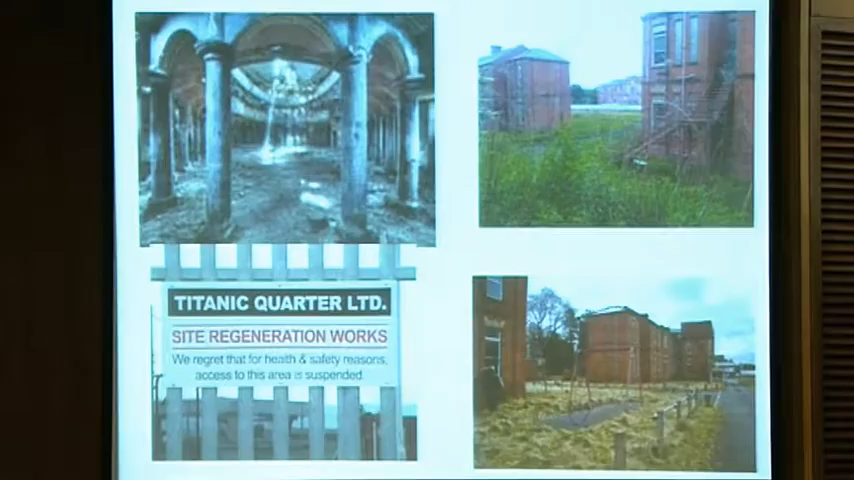 TITANIC QUARTER LTD.
SITE REGENERATION WORKS
We regret that for health & safety reasons,
access to this area is suspended.